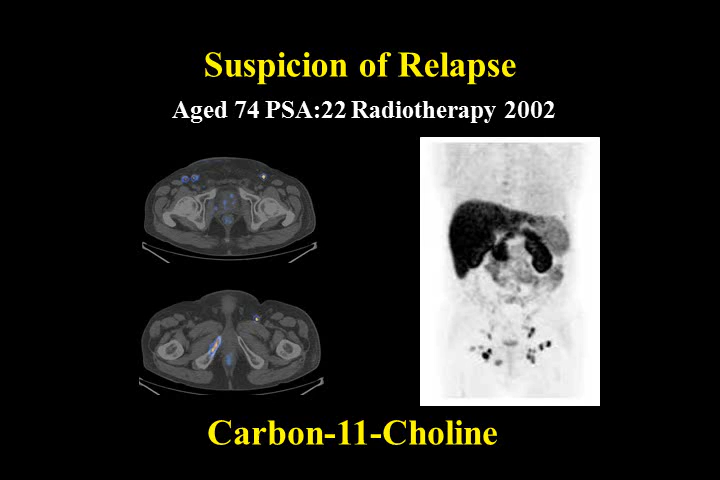 Suspicion of Relapse
Aged 74 PSA:22 Radiotherapy 2002
Carbon-11-Choline